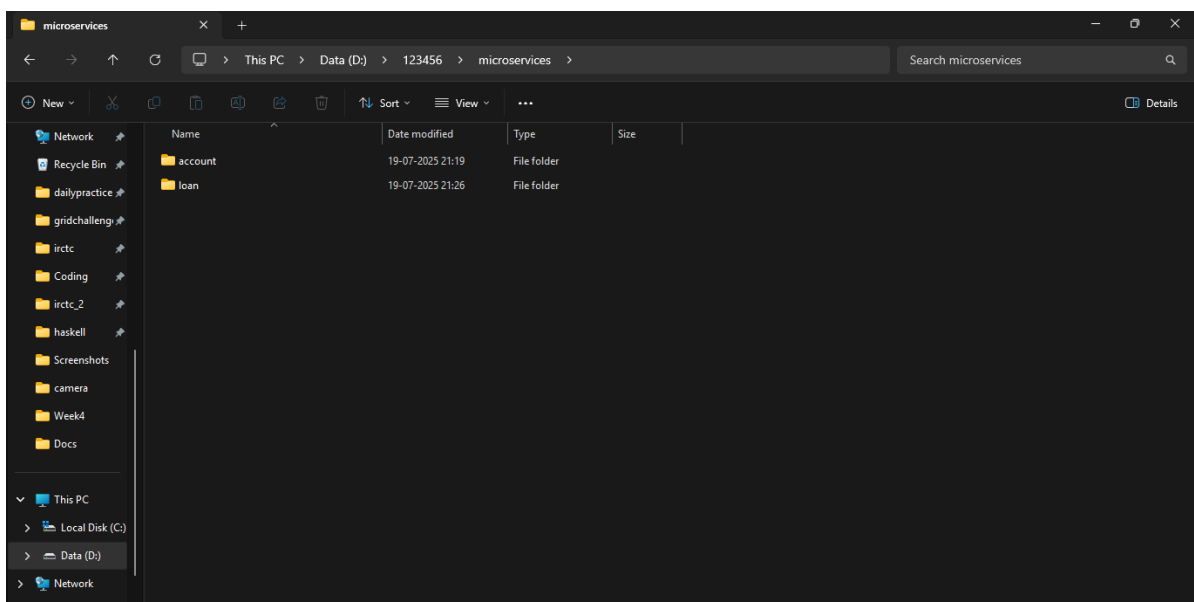 microservices
This PC > Data (D:) > 123456 > microservices >
Search microservices
New
Sort
View
Details
Name
Date modified
Type
Size
account 19-07-2025 21:19 File folder
loan 19-07-2025 21:26 File folder
Network
Recycle Bin
dailypractice
gridchalleng
irctc
Coding
irctc_2
haskell
Screenshots
camera
Week4
Docs
This PC
Local Disk (C:)
Data (D:)
Network